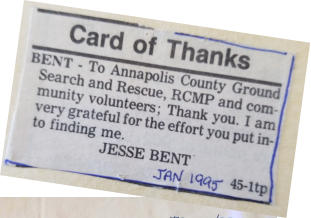 Card of Thanks
BENT - To Annapolis County Ground
Search and Rescue, RCMP and com-
munity volunteers; Thank you. I am
very grateful for the effort you put in-
to finding me.
JESSE BENT
JAN 1995 45-1tp